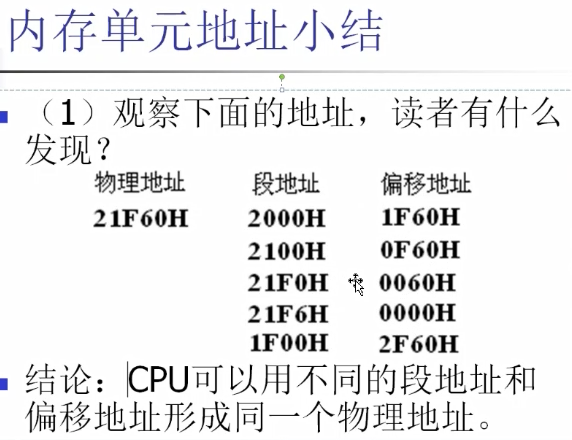 内存单元地址小结
（1）观察下面的地址，读者有什么
发现？
物理地址 段地址 偏移地址
21F60H 2000H 1F60H
2100H 0F60H
21F0H 0060H
21F6H 0000H
1F00H 2F60H
结论：CPU可以用不同的段地址和
偏移地址形成同一个物理地址。